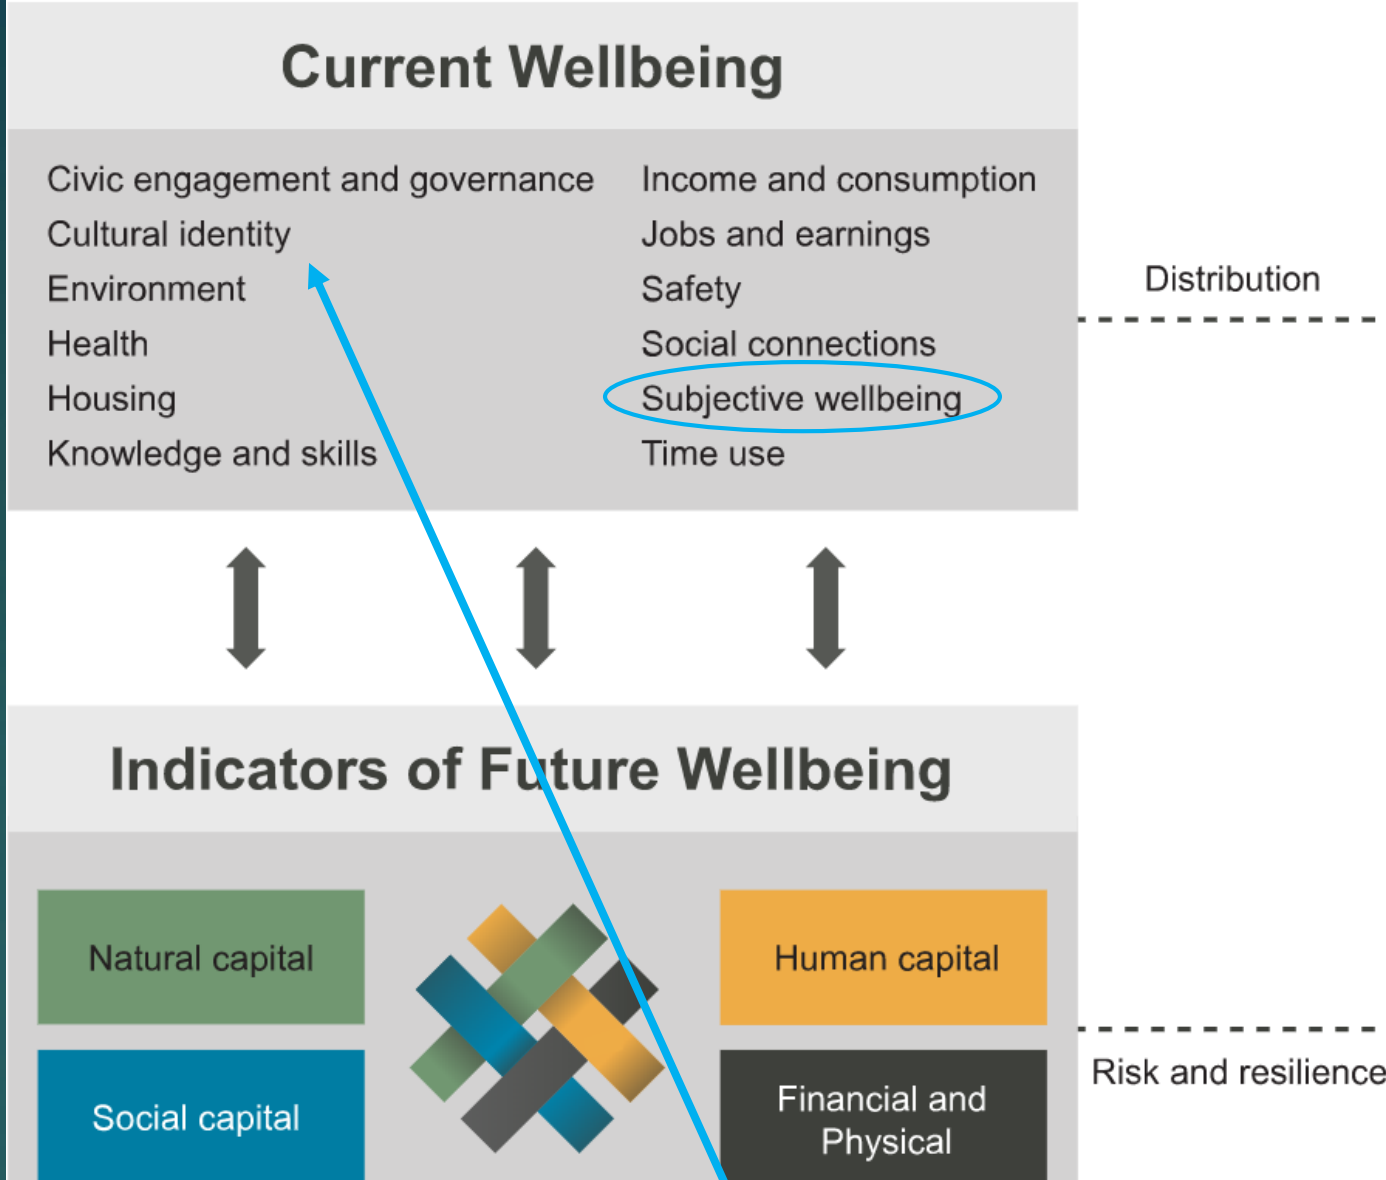 Current Wellbeing
Civic engagement and governance
Cultural identity
Environment
Health
Housing
Knowledge and skills
Income and consumption
Jobs and earnings
Safety
Social connections
Subjective wellbeing
Time use
Distribution
Indicators of Future Wellbeing
Natural capital
Human capital
Social capital
Financial and
Physical
Risk and resilience